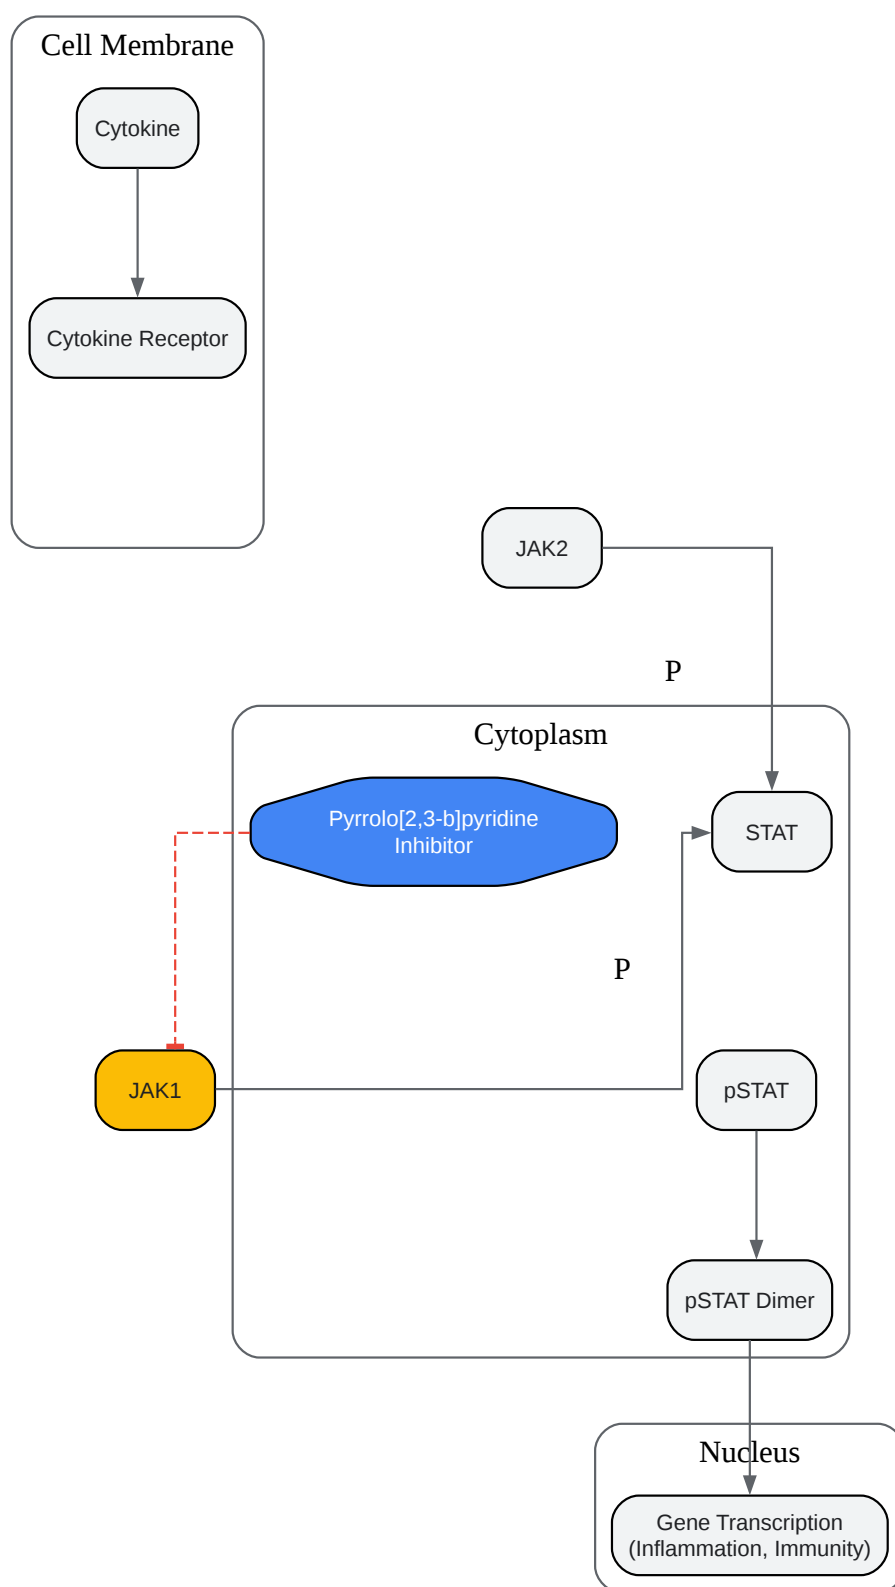 Cell Membrane
Cytokine
Cytokine Receptor
JAK2
P
Cytoplasm
Pyrrolo[2,3-b]pyridine
Inhibitor
STAT
P
JAK1
pSTAT
pSTAT Dimer
Nucleus
Gene Transcription
(Inflammation, Immunity)